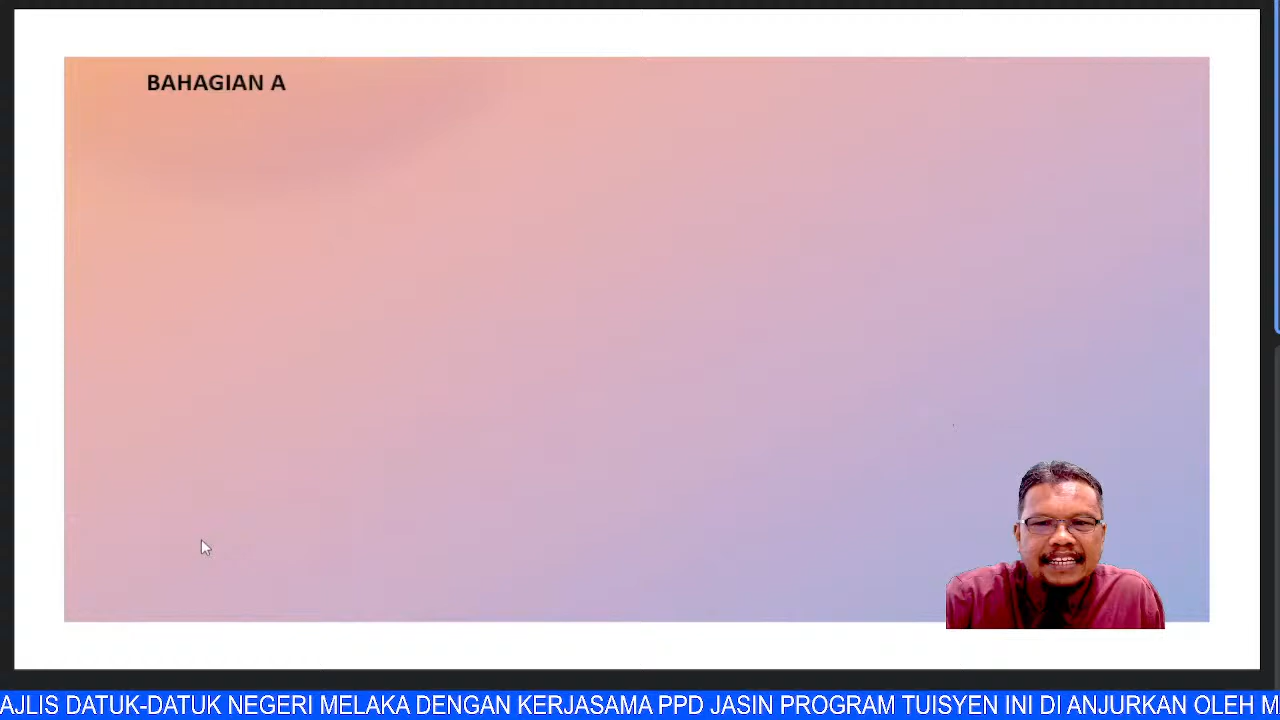 BAHAGIAN A
AJLIS DATUK-DATUK NEGERI MELAKA DENGAN KERJASAMA PPD JASIN PROGRAM TUISYEN INI DI ANJURKAN OLEH M